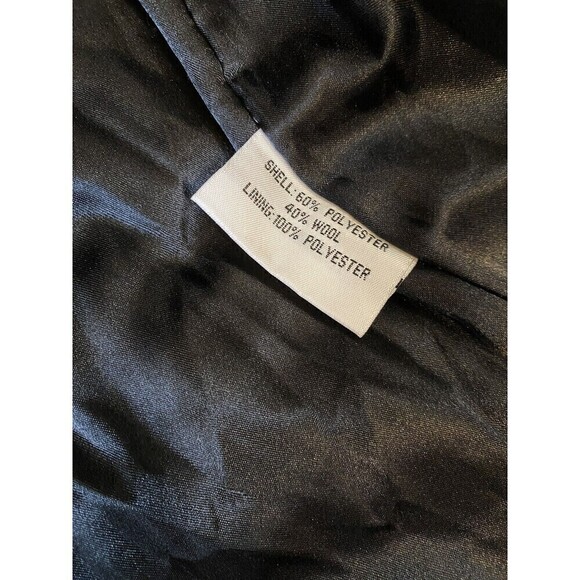 SHELL: 60% POLYESTER
40% WOOL
LINING: 100% POLYESTER